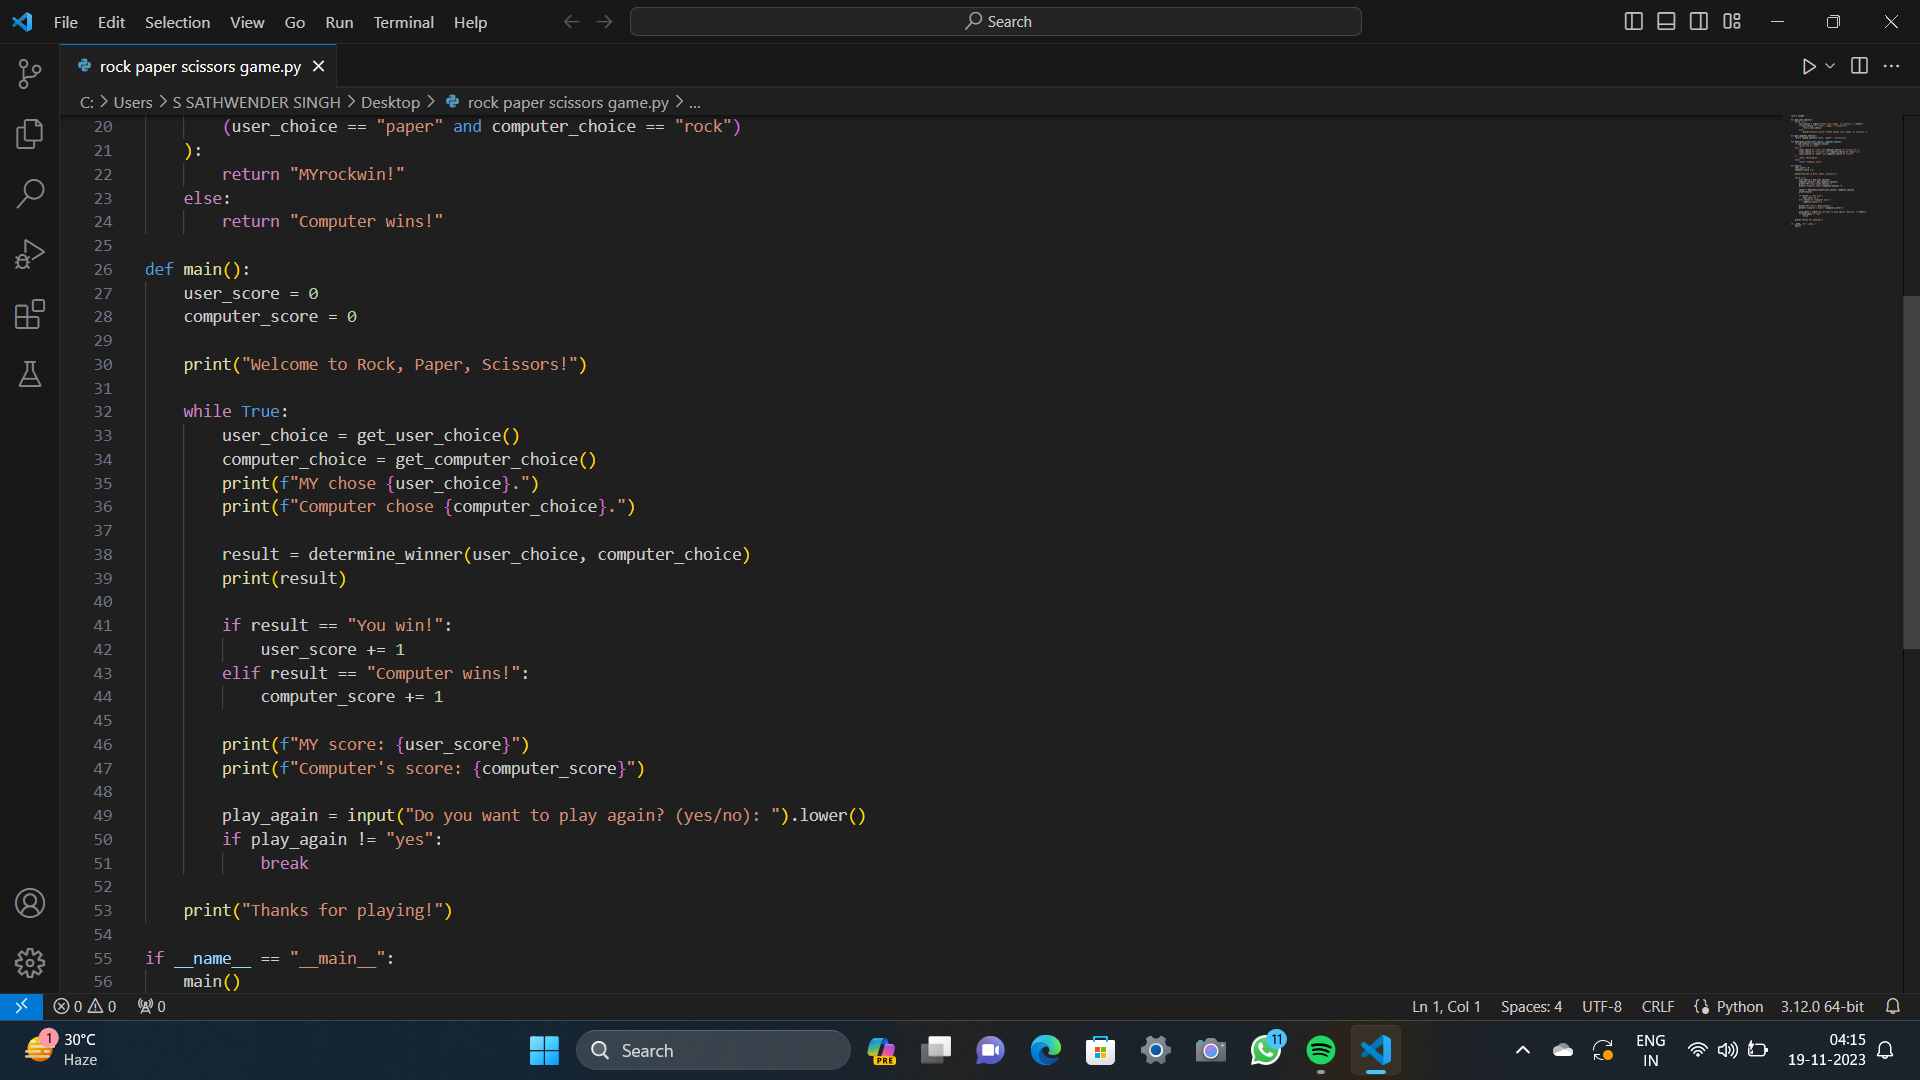 File Edit Selection View Go Run Terminal Help Search
rock paper scissors game.py
C: > Users > S SATHWENDER SINGH > Desktop > rock paper scissors game.py > ...
20 (user_choice == "paper" and computer_choice == "rock")
21 ):
22 return "MYrockwin!"
23 else:
24 return "Computer wins!"
25
26 def main():
27 user_score = 0
28 computer_score = 0
29
30 print("Welcome to Rock, Paper, Scissors!")
31
32 while True:
33 user_choice = get_user_choice()
34 computer_choice = get_computer_choice()
35 print(f"MY chose {user_choice}.")
36 print(f"Computer chose {computer_choice}.")
37
38 result = determine_winner(user_choice, computer_choice)
39 print(result)
40
41 if result == "You win!":
42 user_score += 1
43 elif result == "Computer wins!":
44 computer_score += 1
45
46 print(f"MY score: {user_score}")
47 print(f"Computer's score: {computer_score}")
48
49 play_again = input("Do you want to play again? (yes/no): ").lower()
50 if play_again != "yes":
51 break
52
53 print("Thanks for playing!")
54
55 if __name__ == "__main__":
56 main()
0 0 0 Ln 1, Col 1 Spaces: 4 UTF-8 CRLF {} Python 3.12.0 64-bit
1 30°C Search PRE 11 ENG 04:15
Haze IN 19-11-2023